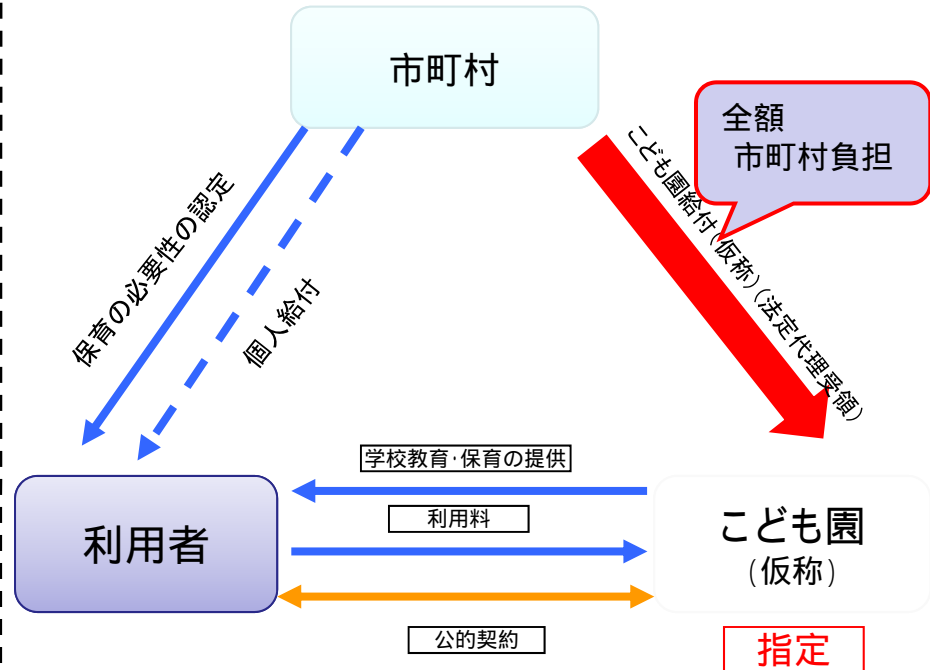 市町村
全額
市町村負担
こども園給付(仮称)(法定代理受領)
保育の必要性の認定
個人給付
学校教育・保育の提供
利用料
利用者
こども園
(仮称)
公的契約
指定